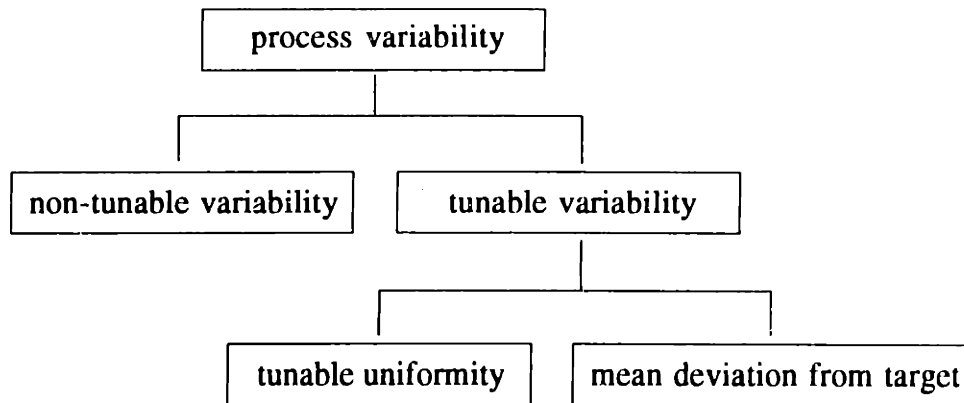 process variability
non-tunable variability
tunable variability
tunable uniformity
mean deviation from target